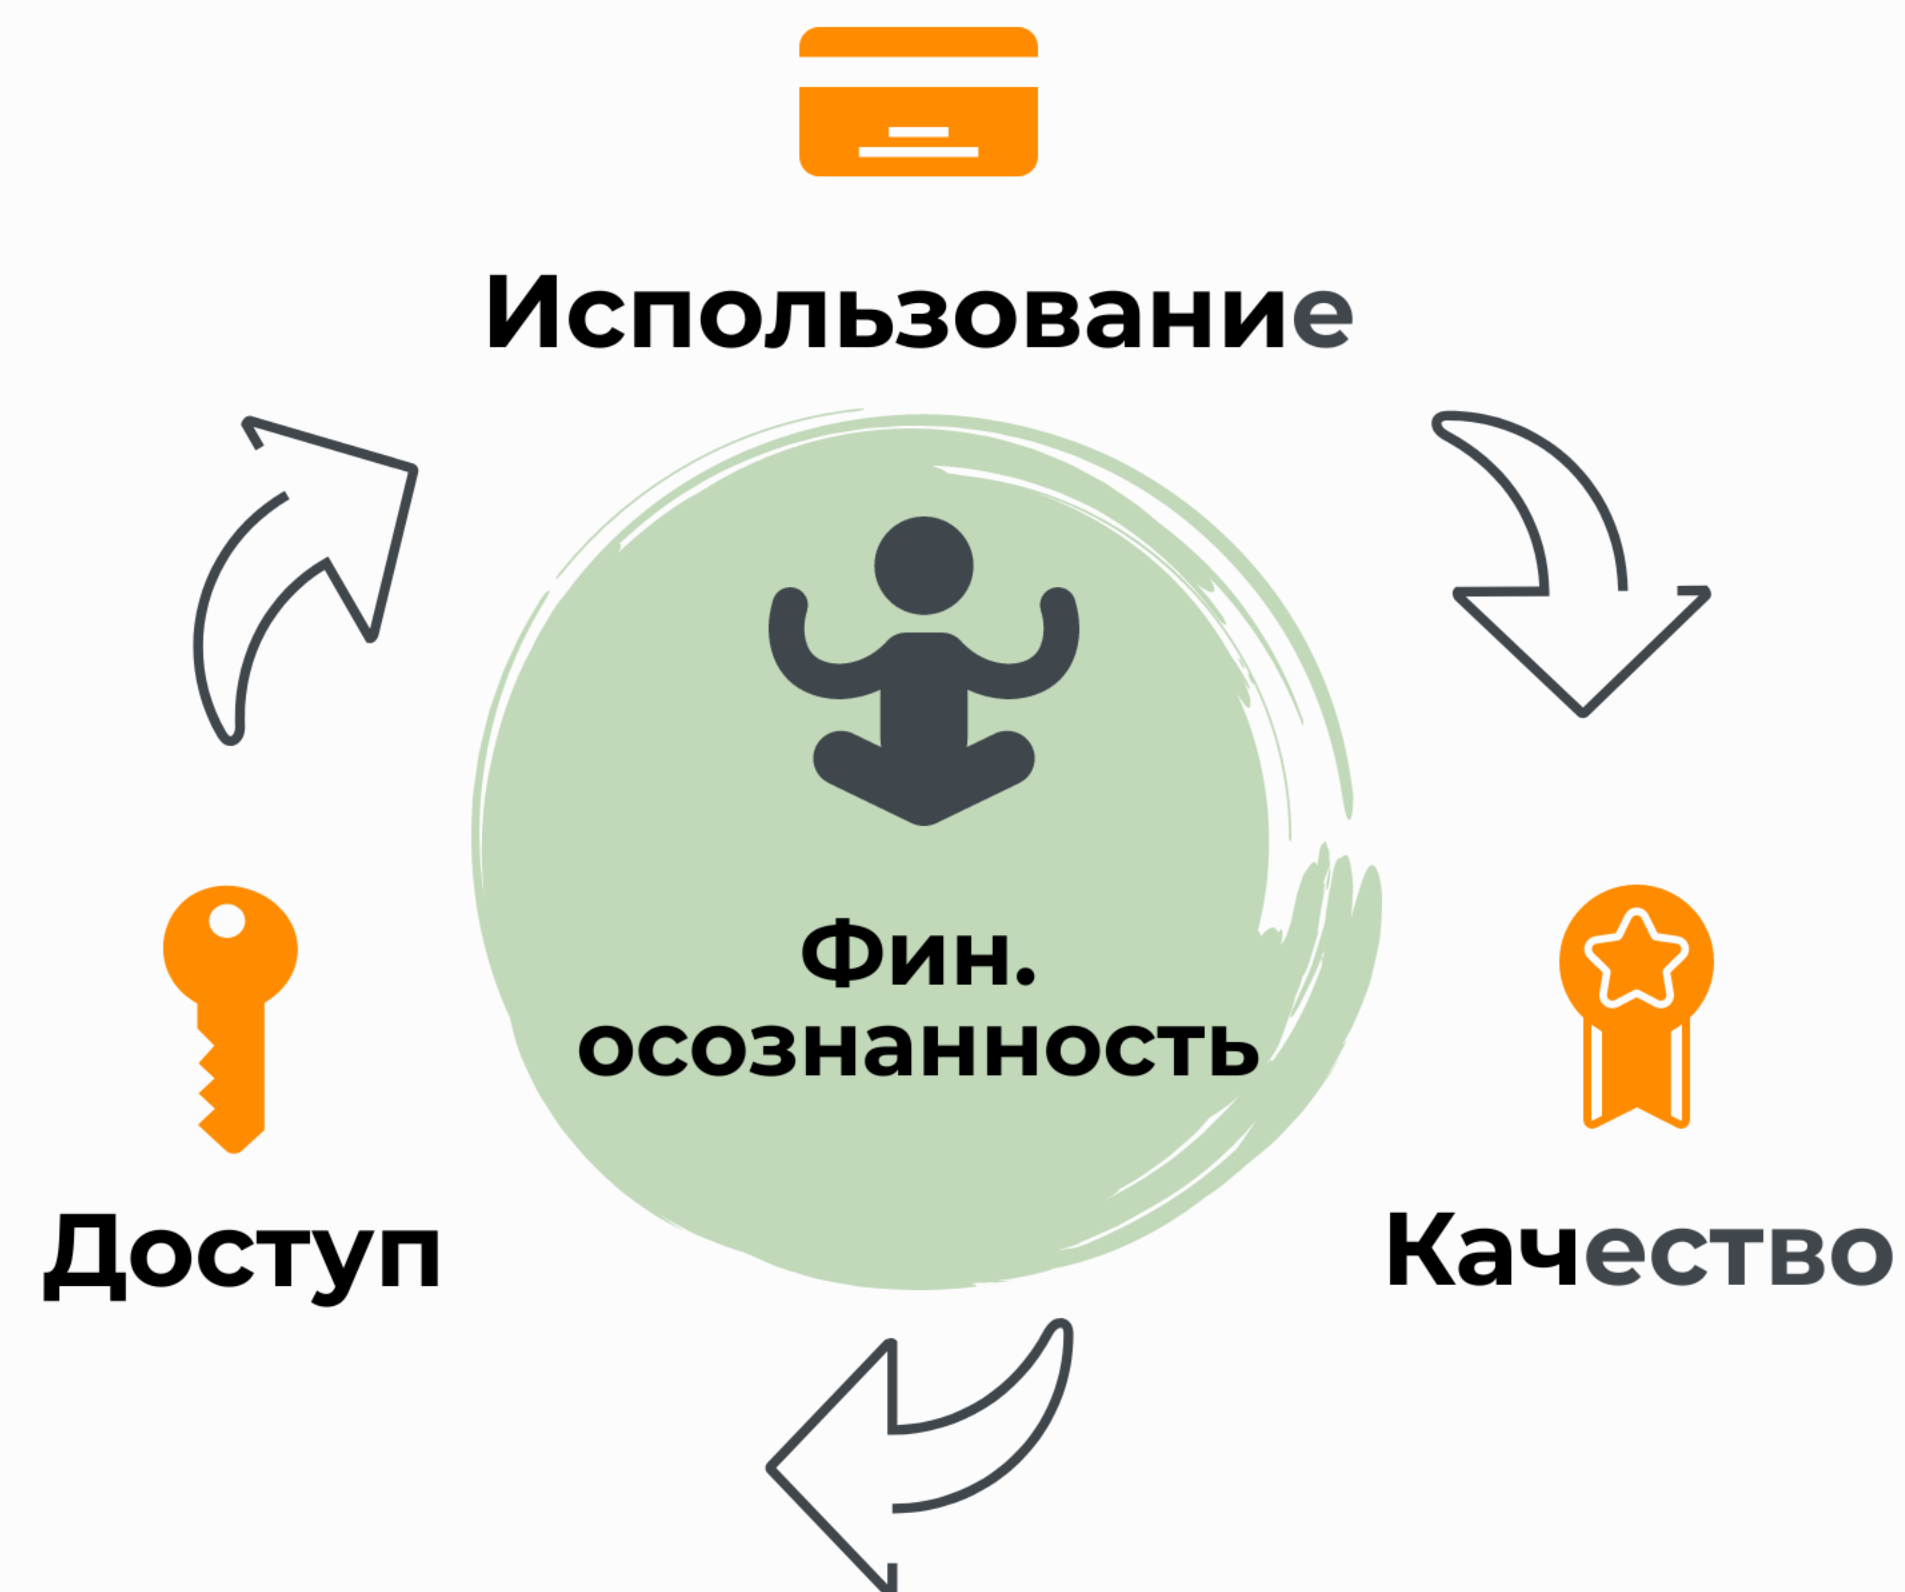 Использование
Фин.
осознанность
Доступ
Качество